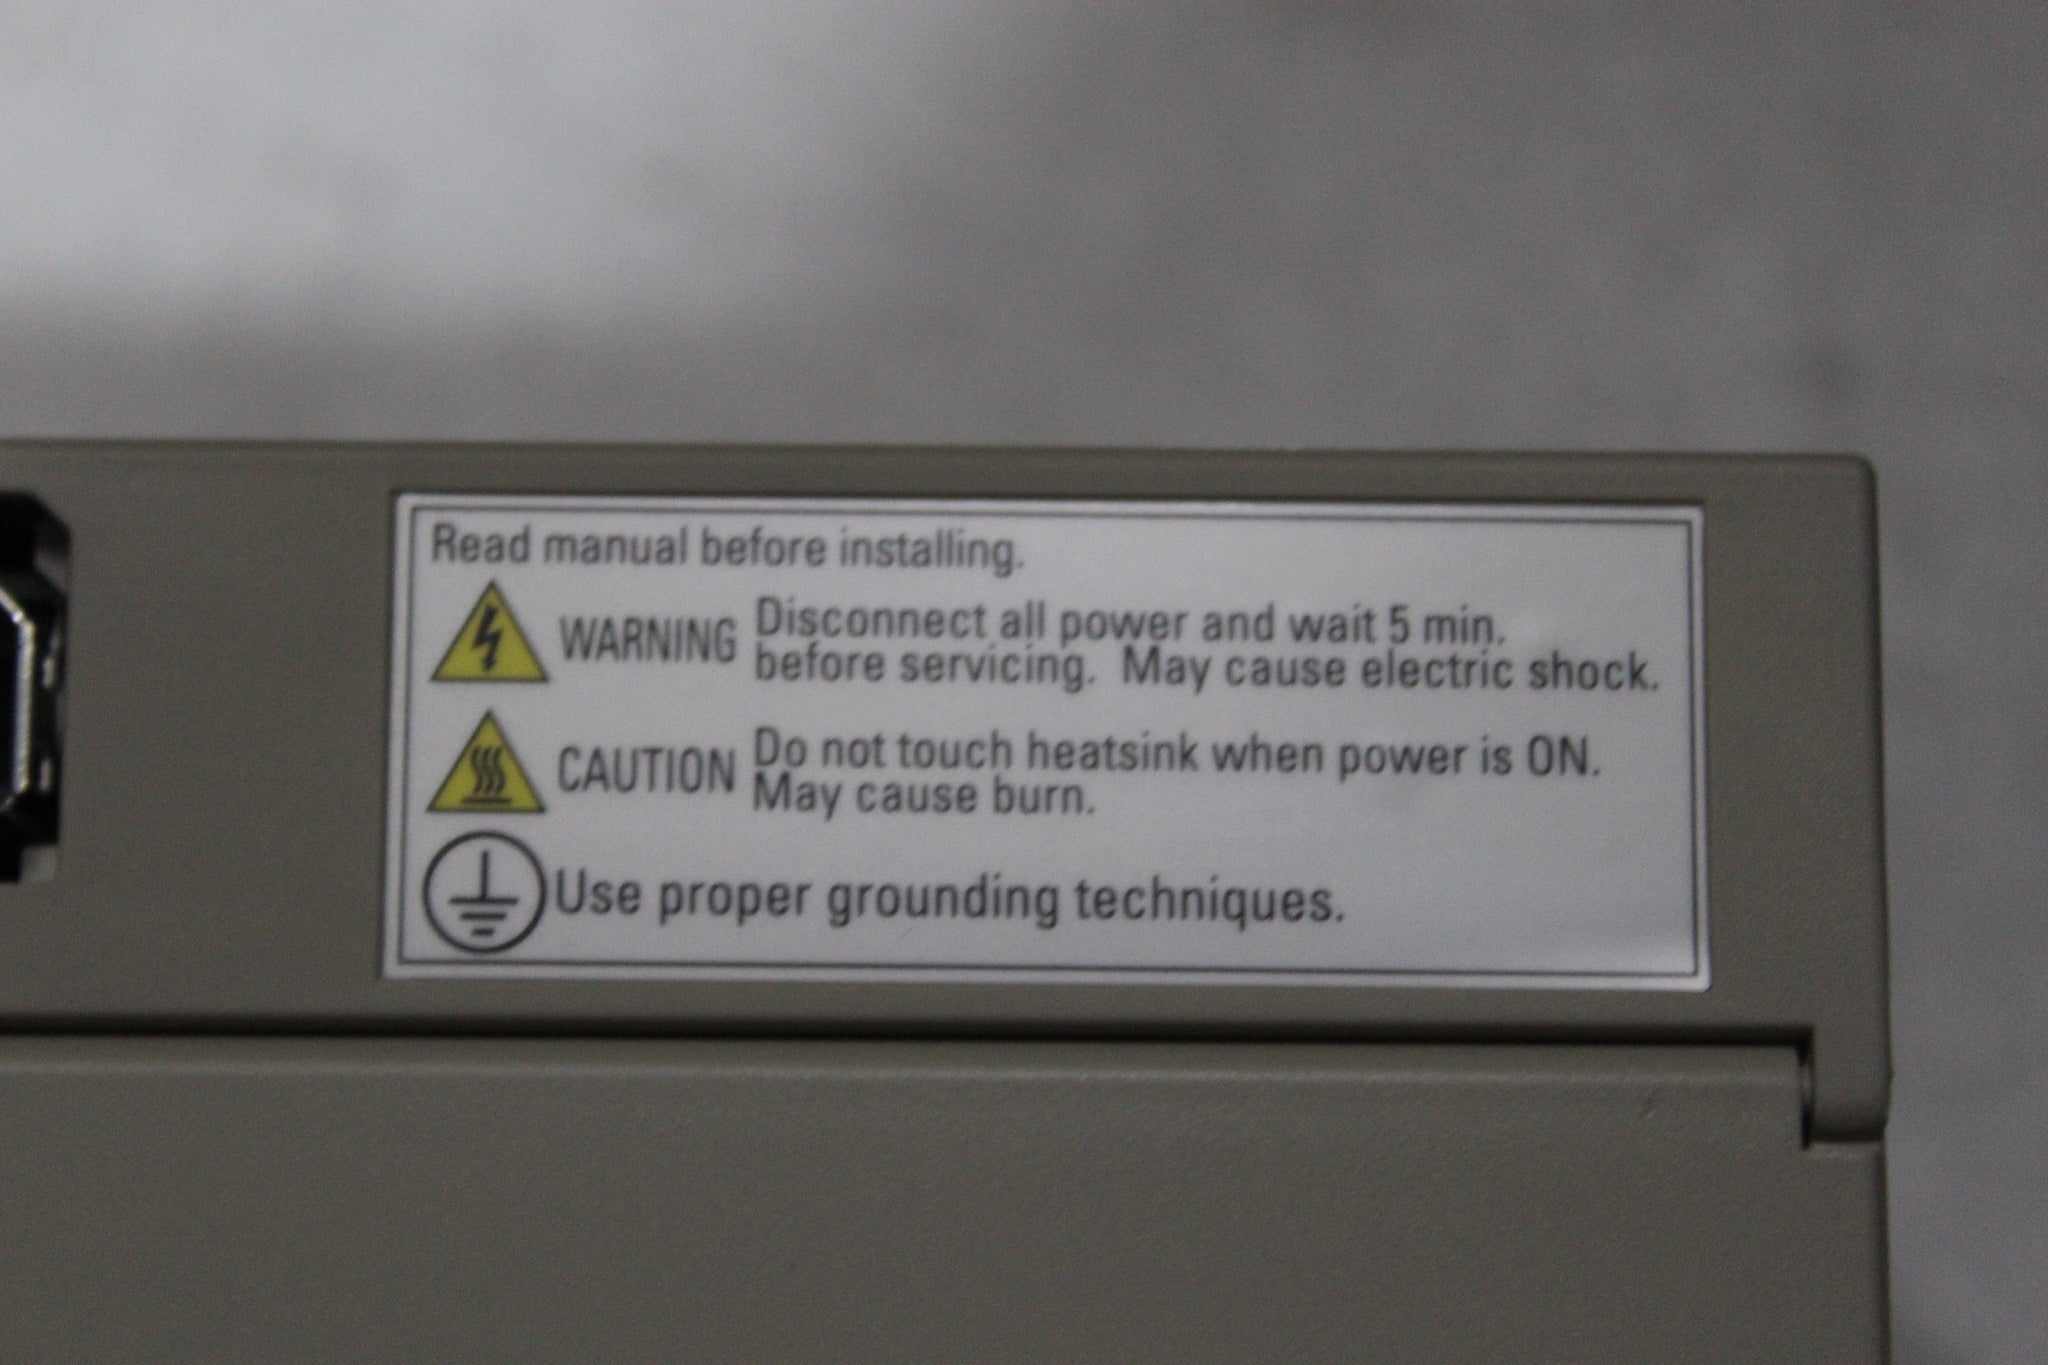 Read manual before installing.
WARNING Disconnect all power and wait 5 min.
before servicing. May cause electric shock.
CAUTION Do not touch heatsink when power is ON.
May cause burn.
Use proper grounding techniques.